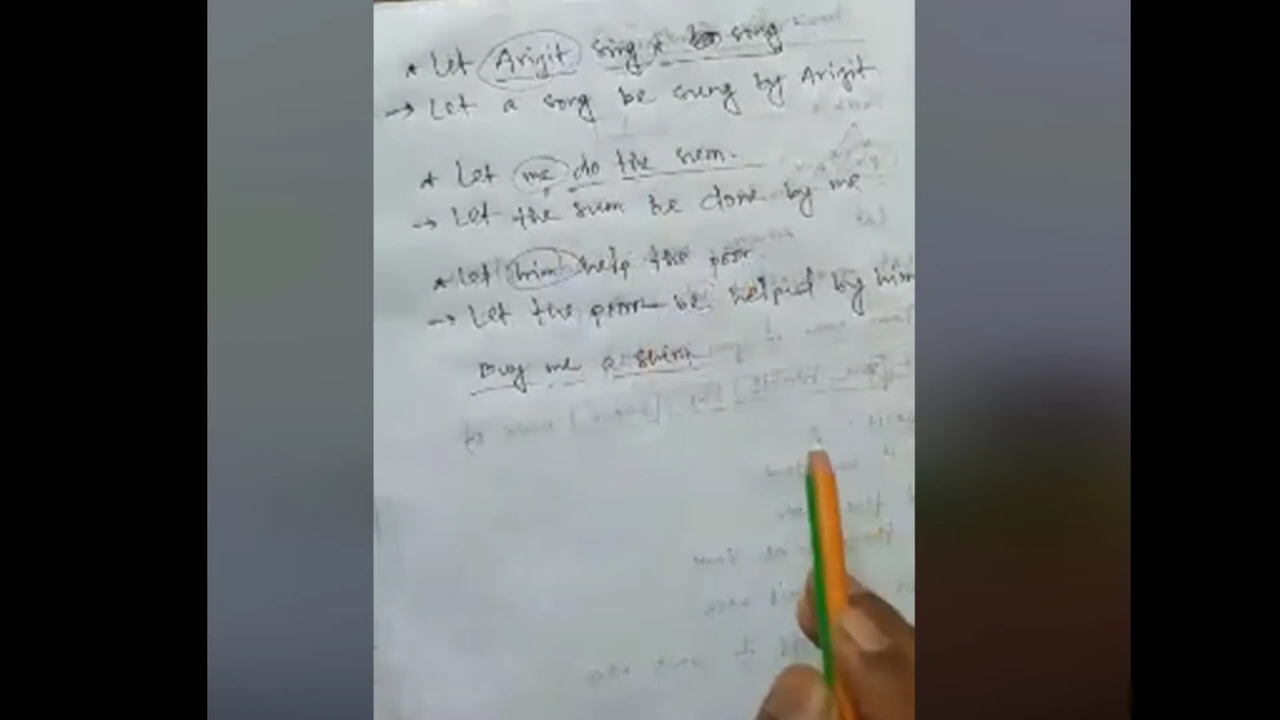 * Let Arijit sing a song
→ Let a song be sung by Arijit
* Let me do the sum.
→ Let the sum be done by me
* Let him help the poor
→ Let the poor be helped by him
Buy me a shirt